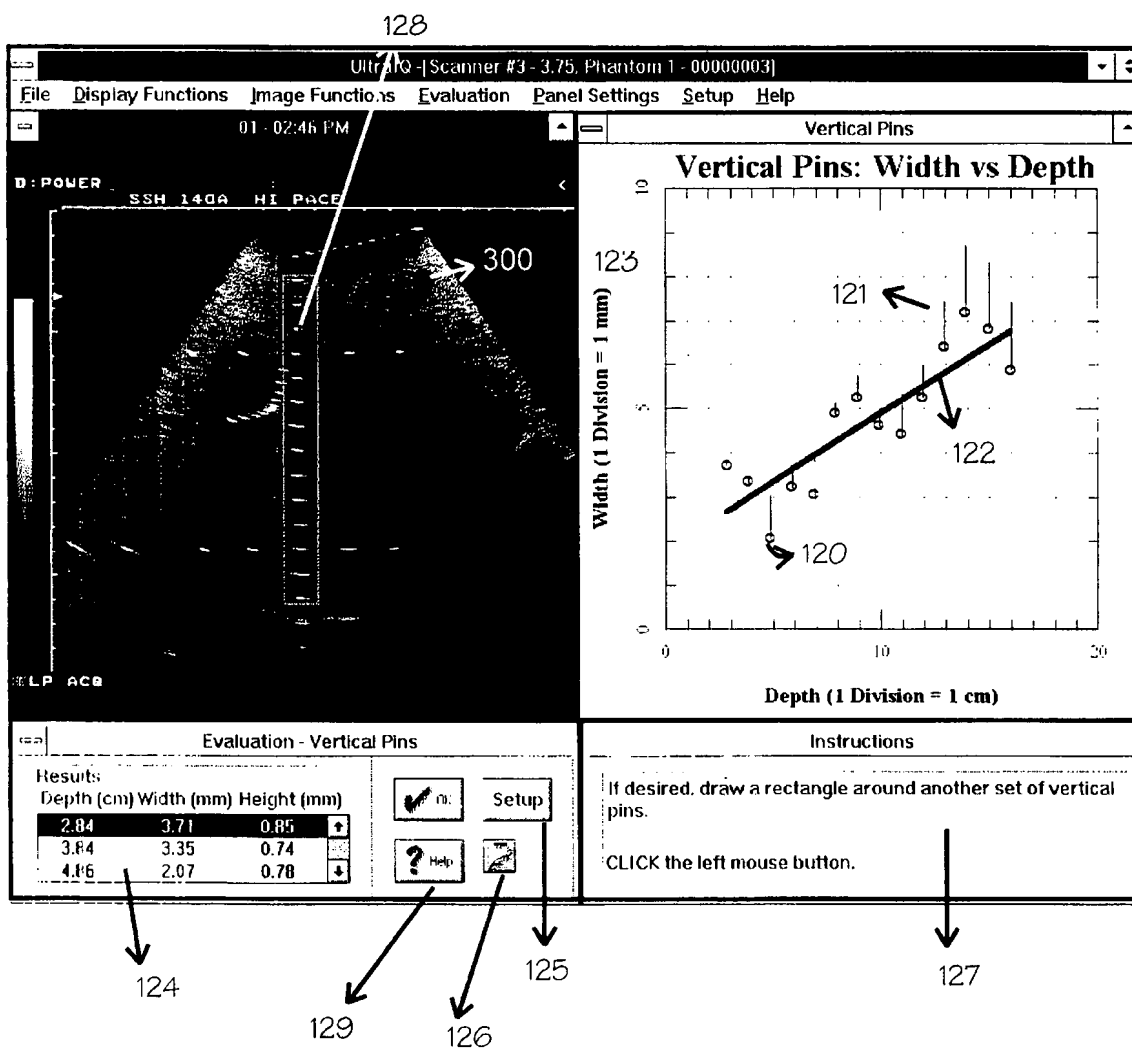 128
UltraIQ -[Scanner #3 - 3.75, Phantom 1 - 00000003]
File Display Functions Image Functions Evaluation Panel Settings Setup Help
01 - 02:46 PM
D:POWER
SSH 140A HI PACE
<
300
LP ACQ
Vertical Pins
Vertical Pins: Width vs Depth
123
Width (1 Division = 1 mm)
10
5
0
121
122
120
0 10 20
Depth (1 Division = 1 cm)
Evaluation - Vertical Pins
Results
Depth (cm) Width (mm) Height (mm)
2.84 3.71 0.85
3.84 3.35 0.74
4.86 2.07 0.78
OK
Setup
? Help
Instructions
If desired, draw a rectangle around another set of vertical
pins.
CLICK the left mouse button.
124
129
126
125
127